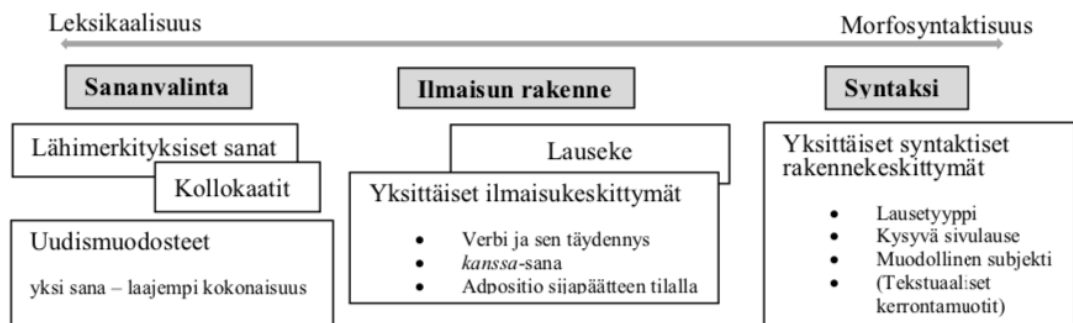 Leksikaalisuus
Morfosyntaktisuus
Sananvalinta
Ilmaisun rakenne
Syntaksi
Lähimerkityksiset sanat
Kollokaatit
Uudismuodosteet
yksi sana – laajempi kokonaisuus
Lauseke
Yksittäiset ilmaisukeskittymät
• Verbi ja sen täydennys
• kanssa-sana
• Adpositio sijapäätteen tilalla
Yksittäiset syntaktiset
rakennekeskittymät
• Lausetyyppi
• Kysyvä sivulause
• Muodollinen subjekti
• (Tekstuaaliset
kerrontamuotit)